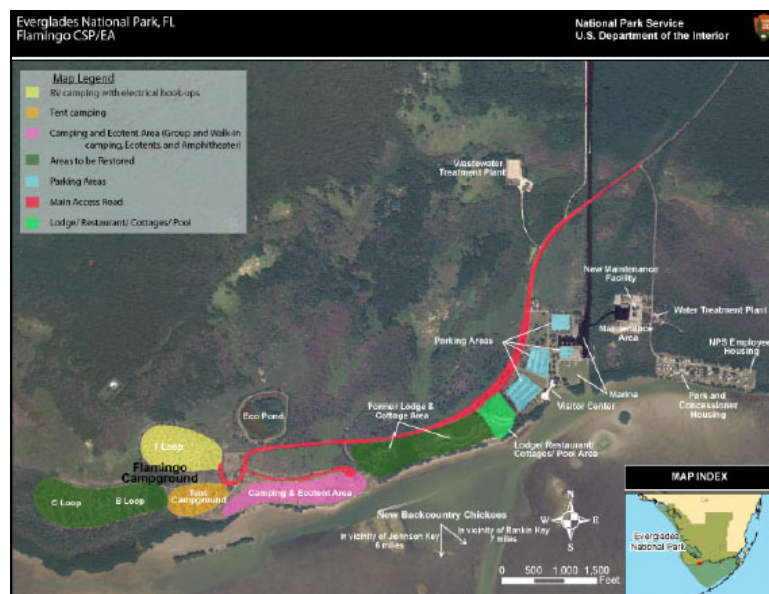 Everglades National Park, FL
Flamingo CSP/EA
National Park Service
U.S. Department of the Interior
Map Legend
RV camping with electrical hook-ups
Tent camping
Camping and Ecotent Area (Group and Walk-in
camping, Ecotents, and Amphitheater)
Areas to be Restored
Parking Areas
Main Access Road
Lodge/ Restaurant/ Cottages/ Pool
Wastewater
Treatment Plant
New Maintenance
Facility
Water Treatment Plant
Maintenance
Area
Parking Areas
NPS Employee
Housing
Marina
Visitor Center
Park and
Concessioner
Housing
Former Lodge &
Cottage Area
Eco Pond
Lodge/ Restaurant/
Cottages/ Pool Area
T Loop
Flamingo
Campground
C Loop
B Loop
Tent
Campground
Camping & Ecotent Area
New Backcountry Chickees
In vicinity of Johnson Key
6 miles
In vicinity of Rankin Key
7 miles
N
W
E
S
0 500 1,000 1,500
Feet
MAP INDEX
Everglades
National Park